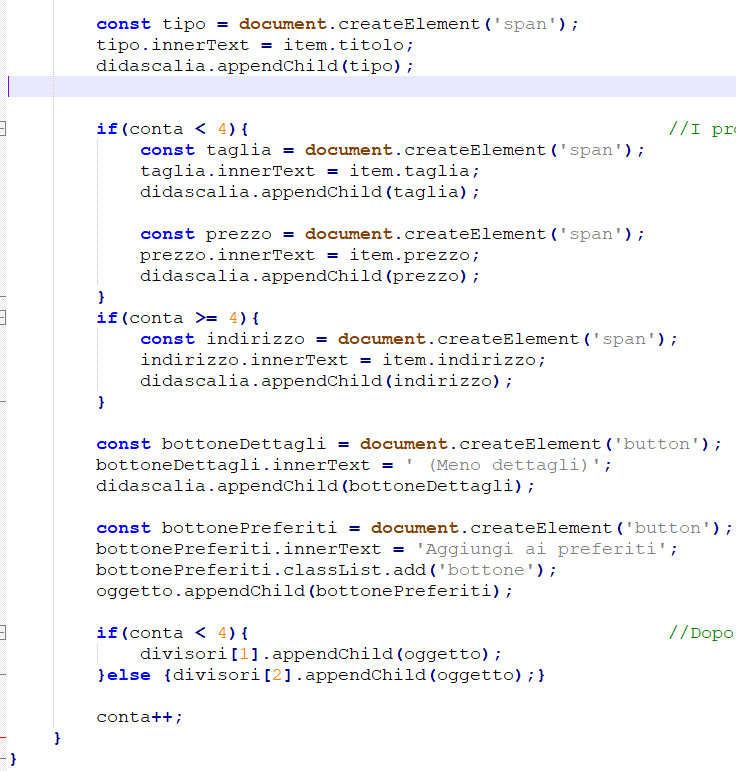 const tipo = document.createElement('span');
tipo.innerText = item.titolo;
didascalia.appendChild(tipo);
if(conta < 4){ //I pro
const taglia = document.createElement('span');
taglia.innerText = item.taglia;
didascalia.appendChild(taglia);
const prezzo = document.createElement('span');
prezzo.innerText = item.prezzo;
didascalia.appendChild(prezzo);
}
if(conta >= 4){
const indirizzo = document.createElement('span');
indirizzo.innerText = item.indirizzo;
didascalia.appendChild(indirizzo);
}
const bottoneDettagli = document.createElement('button');
bottoneDettagli.innerText = ' (Meno dettagli)';
didascalia.appendChild(bottoneDettagli);
const bottonePreferiti = document.createElement('button');
bottonePreferiti.innerText = 'Aggiungi ai preferiti';
bottonePreferiti.classList.add('bottone');
oggetto.appendChild(bottonePreferiti);
if(conta < 4){ //Dopo
divisori[1].appendChild(oggetto);
}else {divisori[2].appendChild(oggetto);}
conta++;
}
}